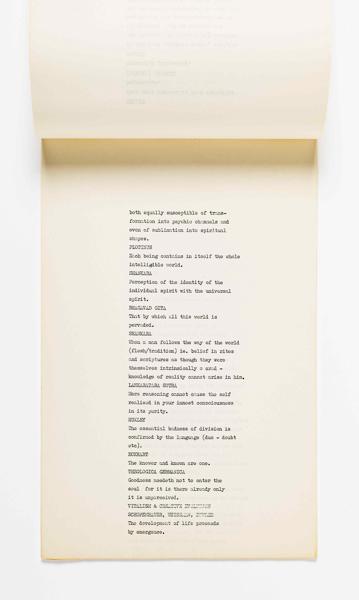 both equally susceptible of trans-
formation into psychic channels and
even of sublimation into spiritual
shapes.
PLOTINUS
Each being contains in itself the whole
intelligible world.
SHANKARA
Perception of the identity of the
individual spirit with the universal
spirit.
BHAGAVAD GITA
That by which all this world is
pervaded.
SHANKARA
When a man follows the way of the world
(flesh/tradition) ie. belief in rites
and scriptures as though they were
themselves intrinsically sacred -
knowledge of reality cannot arise in him.
LANKAVATARA SUTRA
Mere reasoning cannot cause the self
realised in your inmost consciousness
in its purity.
HUXLEY
The essential badness of division is
confirmed by the language (duo - doubt
etc).
ECKHART
The knower and known are one.
THEOLOGICA GERMANICA
Goodness needeth not to enter the
soul for it is there already only
it is unperceived.
VITALISM & CREATIVE EVOLUTION
SCHOPENHAUER, BERGSON, BUTLER
The development of life proceeds
by emergence.